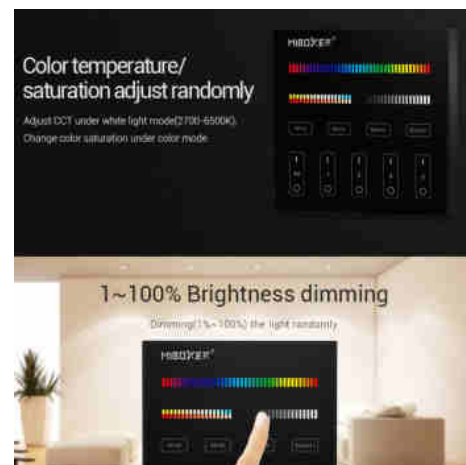 MIBOXER®
Color temperature/
saturation adjust randomly
Adjust CCT under white light mode(2700-6500K).
Change color saturation under color mode.
1~100% Brightness dimming
Dimming(1%~100%) the light randomly
MIBOXER®